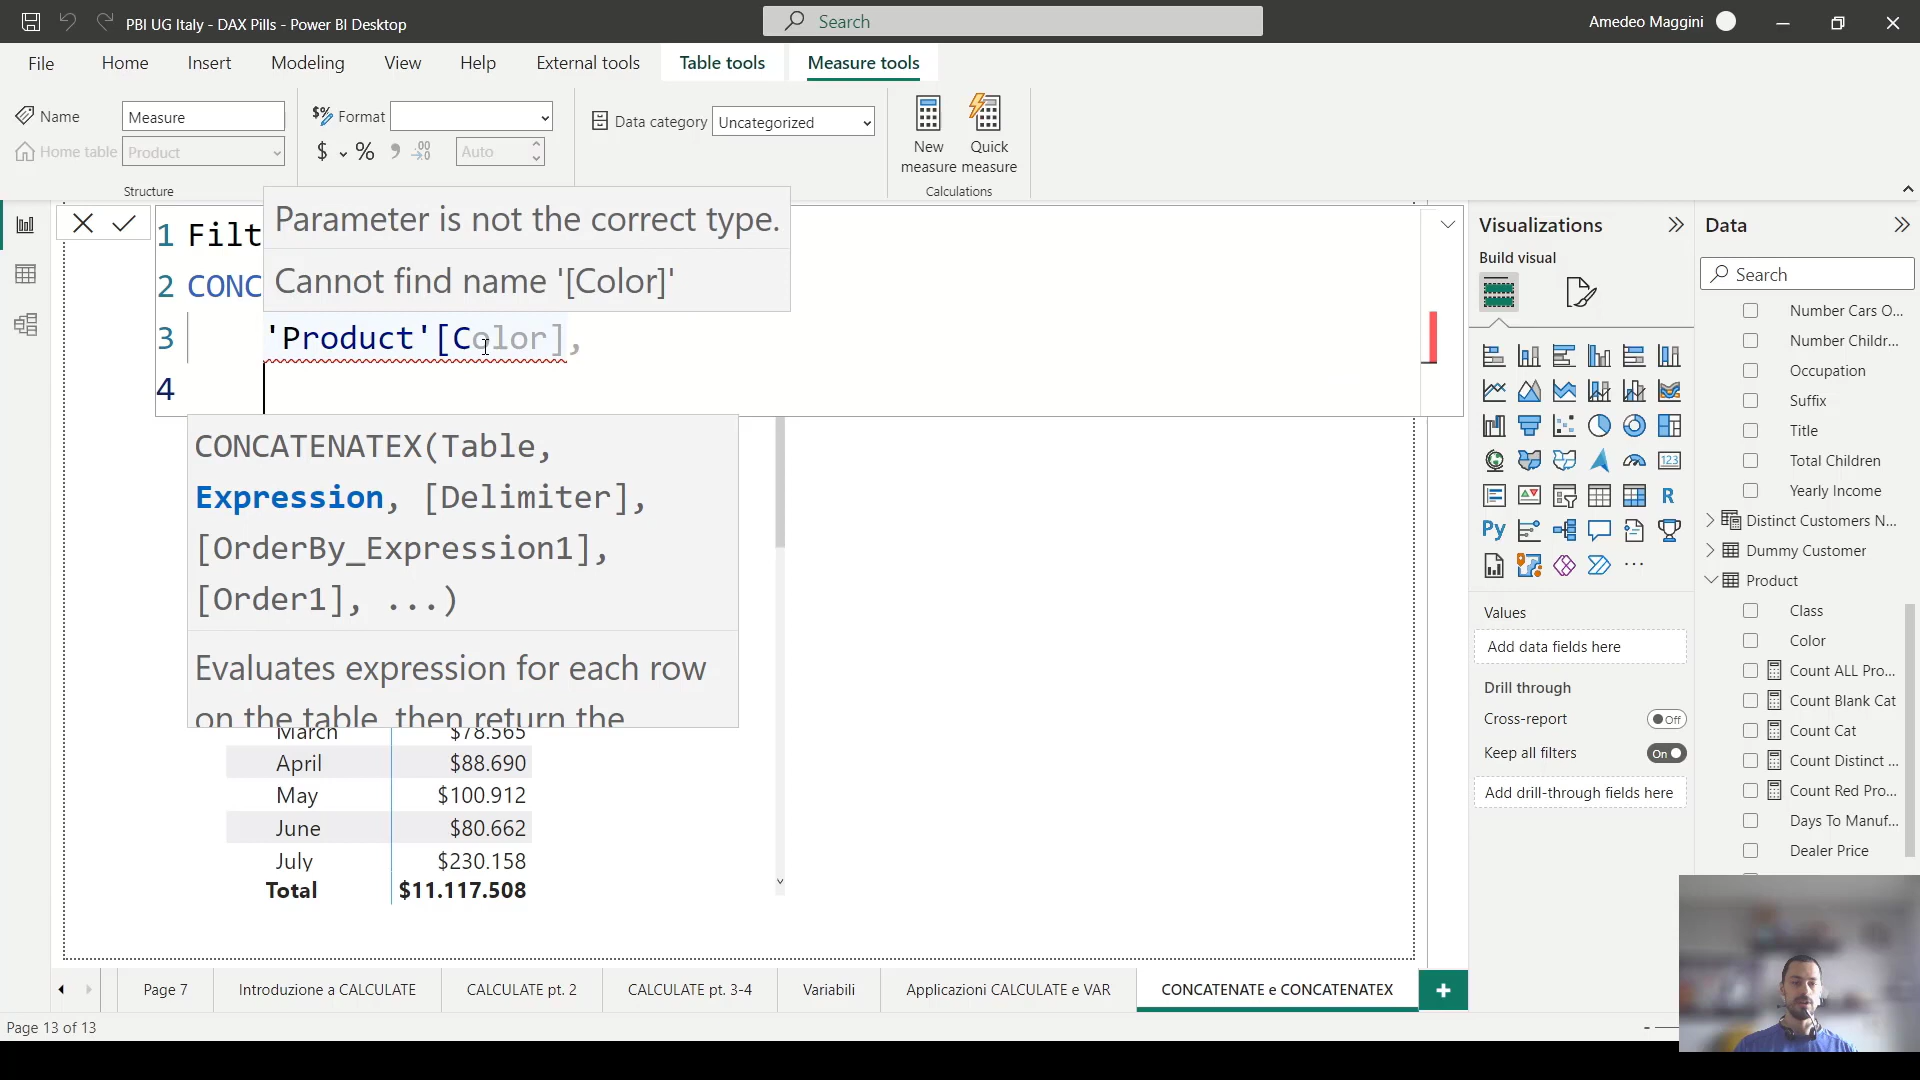 PBI UG Italy - DAX Pills - Power BI Desktop
Search
Amedeo Maggini
File
Home
Insert
Modeling
View
Help
External tools
Table tools
Measure tools
Name
Measure
Home table
Product
Structure
Format
$
%
Auto
Data category
Uncategorized
New measure
Quick measure
Calculations
1 Filt
Parameter is not the correct type.
2 CONC
Cannot find name '[Color]'
3 'Product'[Color],
4
CONCATENATEX(Table,
Expression, [Delimiter],
[OrderBy_Expression1],
[Order1], ...)
Evaluates expression for each row
on the table, then return the
March $78.565
April $88.690
May $100.912
June $80.662
July $230.158
Total $11.117.508
Visualizations
Build visual
Values
Add data fields here
Drill through
Cross-report
Off
Keep all filters
On
Add drill-through fields here
Data
Search
Number Cars O...
Number Childr...
Occupation
Suffix
Title
Total Children
Yearly Income
Distinct Customers N...
Dummy Customer
Product
Class
Color
Count ALL Pro...
Count Blank Cat
Count Cat
Count Distinct ...
Count Red Pro...
Days To Manuf...
Dealer Price
123
R
Py
Page 7
Introduzione a CALCULATE
CALCULATE pt. 2
CALCULATE pt. 3-4
Variabili
Applicazioni CALCULATE e VAR
CONCATENATE e CONCATENATEX
Page 13 of 13